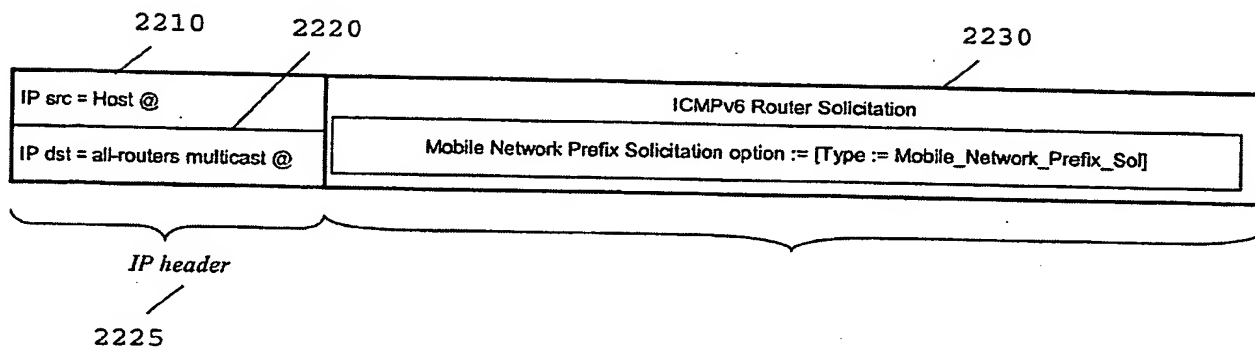 2210
2220
2230
IP src = Host @
ICMPv6 Router Solicitation
IP dst = all-routers multicast @
Mobile Network Prefix Solicitation option := [Type := Mobile_Network_Prefix_Sol]
IP header
2225